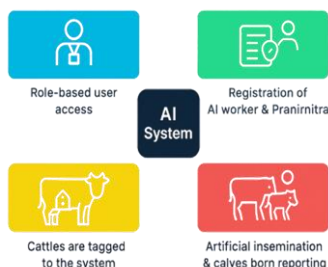 Role-based user
access
Registration of
AI worker & Pranirnitra
AI
System
Cattles are tagged
to the system
Artificial insemination
& calves born reporting